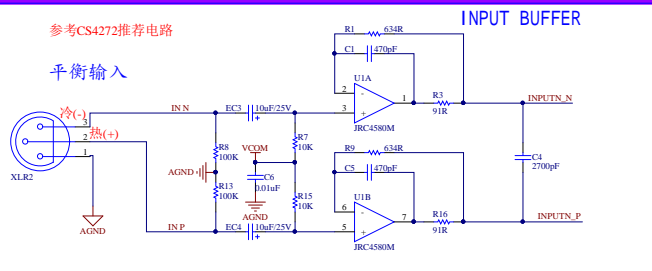 INPUT BUFFER
参考CS4272推荐电路
平衡输入
R1
634R
C1
470pF
U1A
2
-
1
3
+
JRC4580M
R3
91R
INPUTN_N
冷(-)
3
热(+)
2
1
XLR2
AGND
IN N
EC3
10uF/25V
+
R8
100K
R7
10K
VCOM
AGND
C6
0.01uF
AGND
R13
100K
R15
10K
IN P
EC4
10uF/25V
+
R9
634R
C5
470pF
U1B
6
-
7
5
+
JRC4580M
R16
91R
C4
2700pF
INPUTN_P